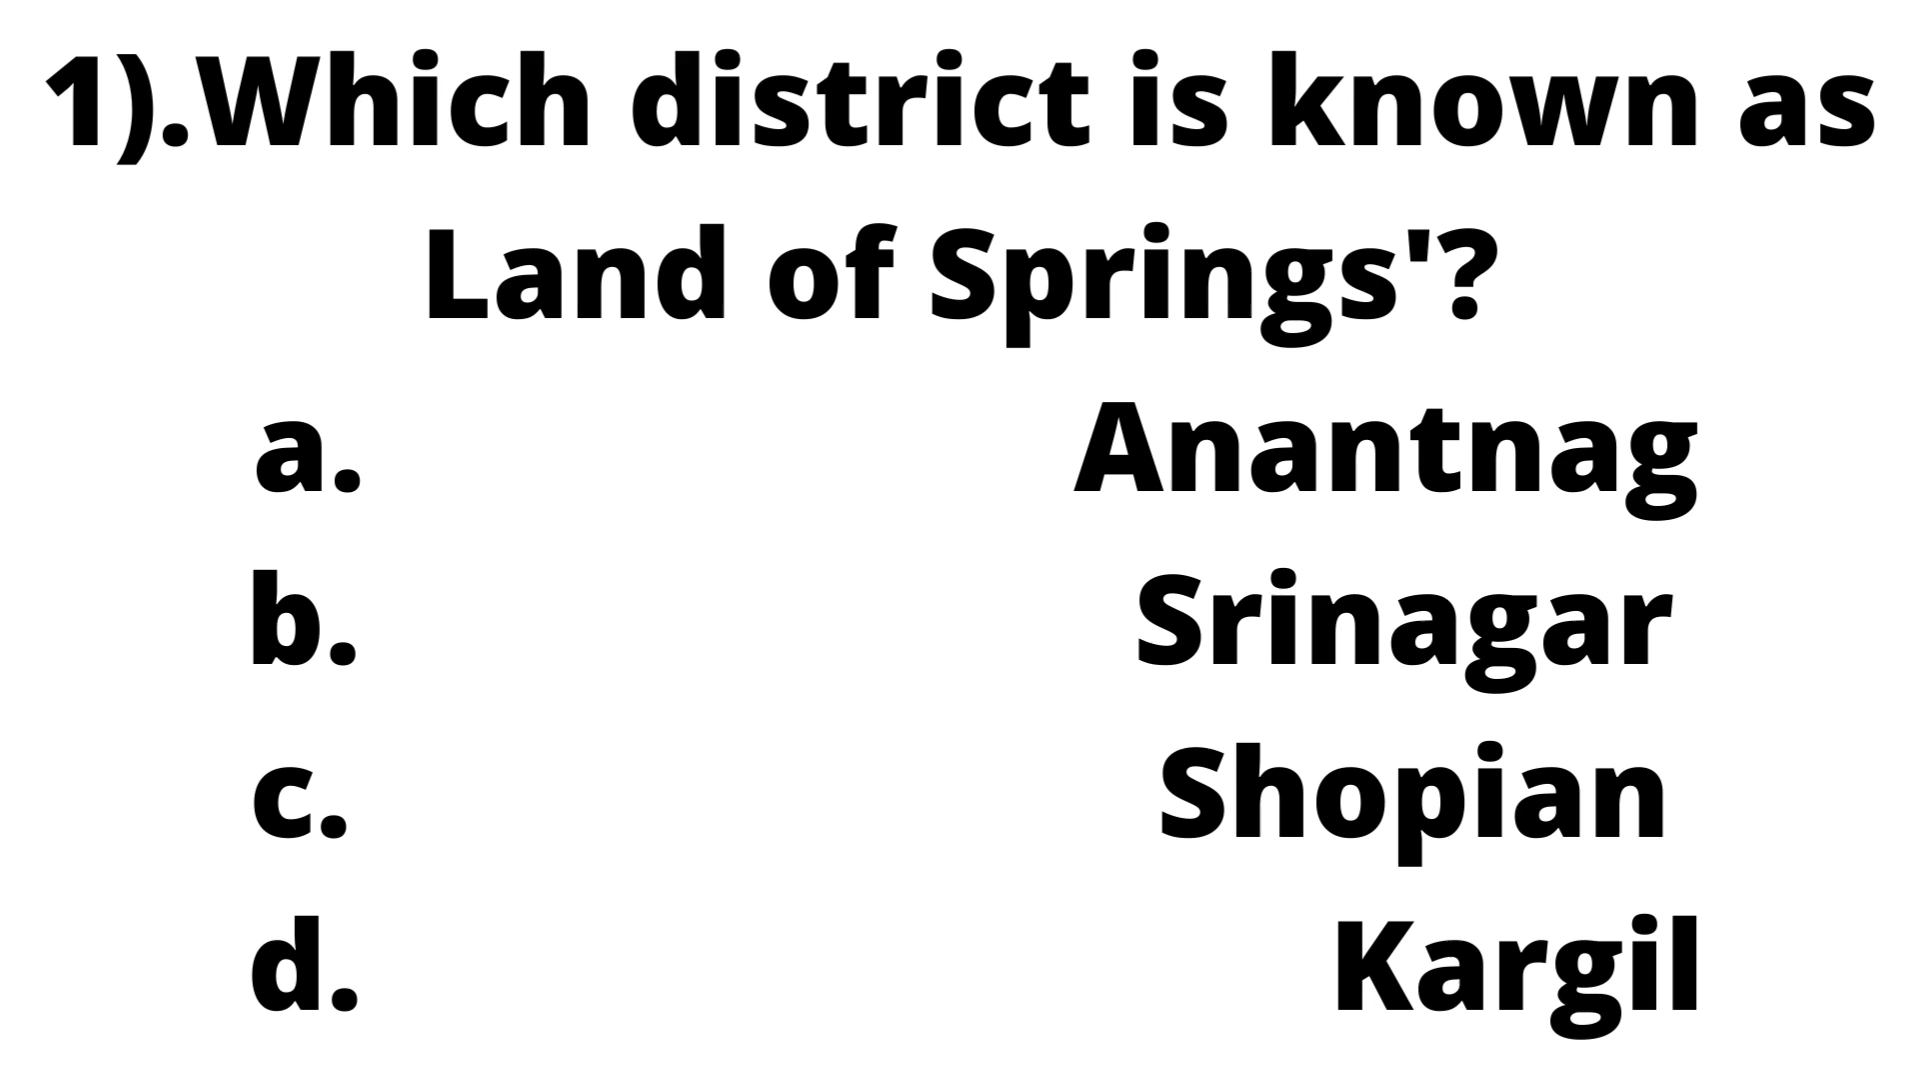 1).Which district is known as
Land of Springs'?
a. Anantnag
b. Srinagar
c. Shopian
d. Kargil